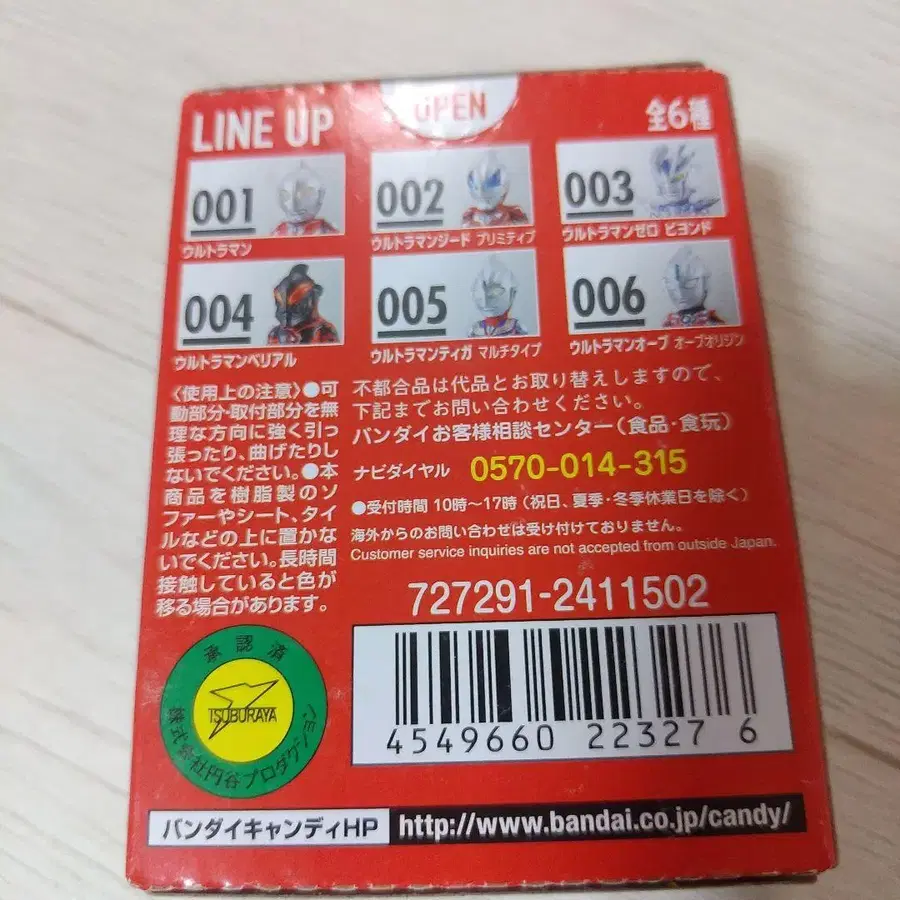 OPEN
LINE UP
全6種
001
ウルトラマン
002
ウルトラマンジード プリミティブ
003
ウルトラマンゼロ ビヨンド
004
ウルトラマンベリアル
005
ウルトラマンティガ マルチタイプ
006
ウルトラマンオーブ オーブオリジン
〈使用上の注意〉●可
動部分・取付部分を無
理な方向に強く引っ
張ったり、曲げたりし
ないでください。●本
商品を樹脂製のソ
ファーやシート、タイ
ルなどの上に置かな
いでください。長時間
接触していると色が
移る場合があります。
不都合品は代品とお取り替えしますので、
下記までお問い合わせください。
バンダイお客様相談センター(食品・食玩)
ナビダイヤル 0570-014-315
●受付時間 10時〜17時(祝日、夏季・冬季休業日を除く)
海外からのお問い合わせは受け付けておりません。
Customer service inquiries are not accepted from outside Japan.
727291-2411502
4549660 22327 6
承認済
TSUBURAYA
株式会社円谷プロダクション
バンダイキャンディHP
http://www.bandai.co.jp/candy/